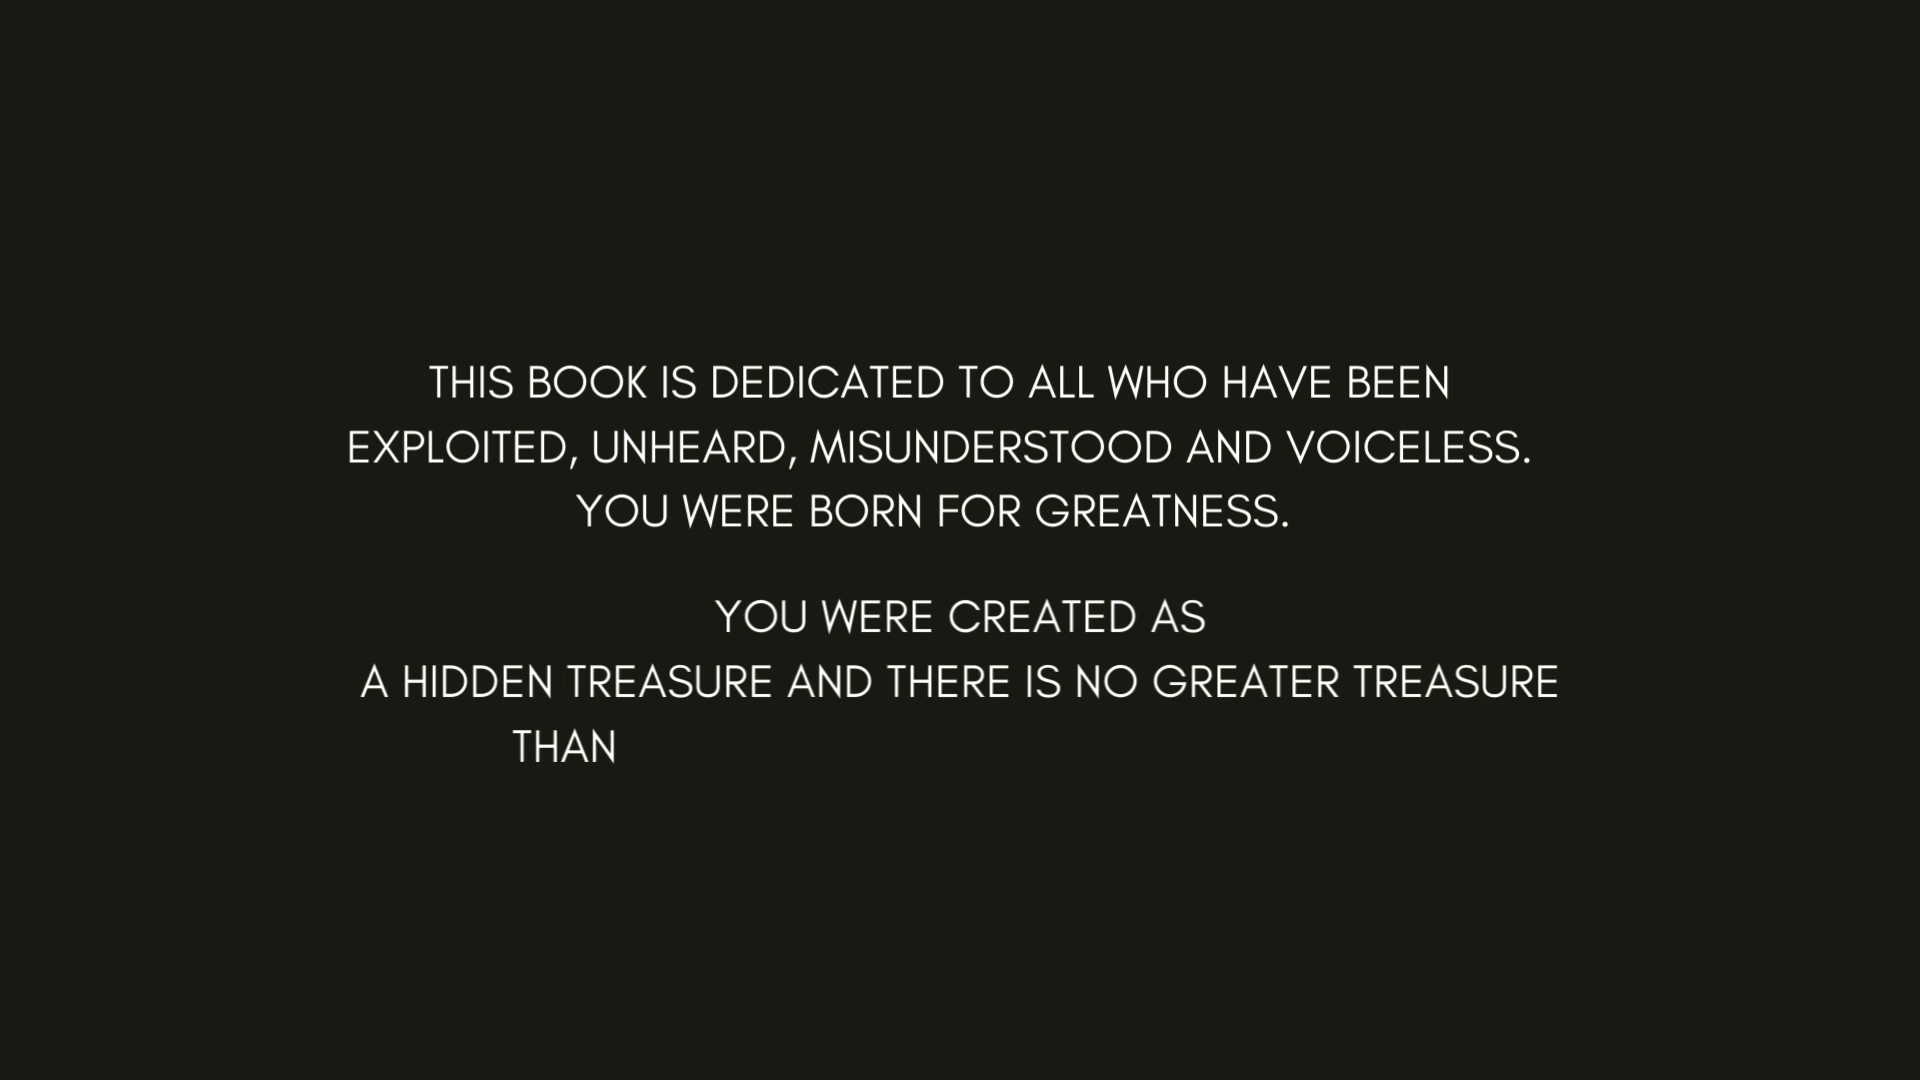 THIS BOOK IS DEDICATED TO ALL WHO HAVE BEEN
EXPLOITED, UNHEARD, MISUNDERSTOOD AND VOICELESS.
YOU WERE BORN FOR GREATNESS.
YOU WERE CREATED AS
A HIDDEN TREASURE AND THERE IS NO GREATER TREASURE
THAN